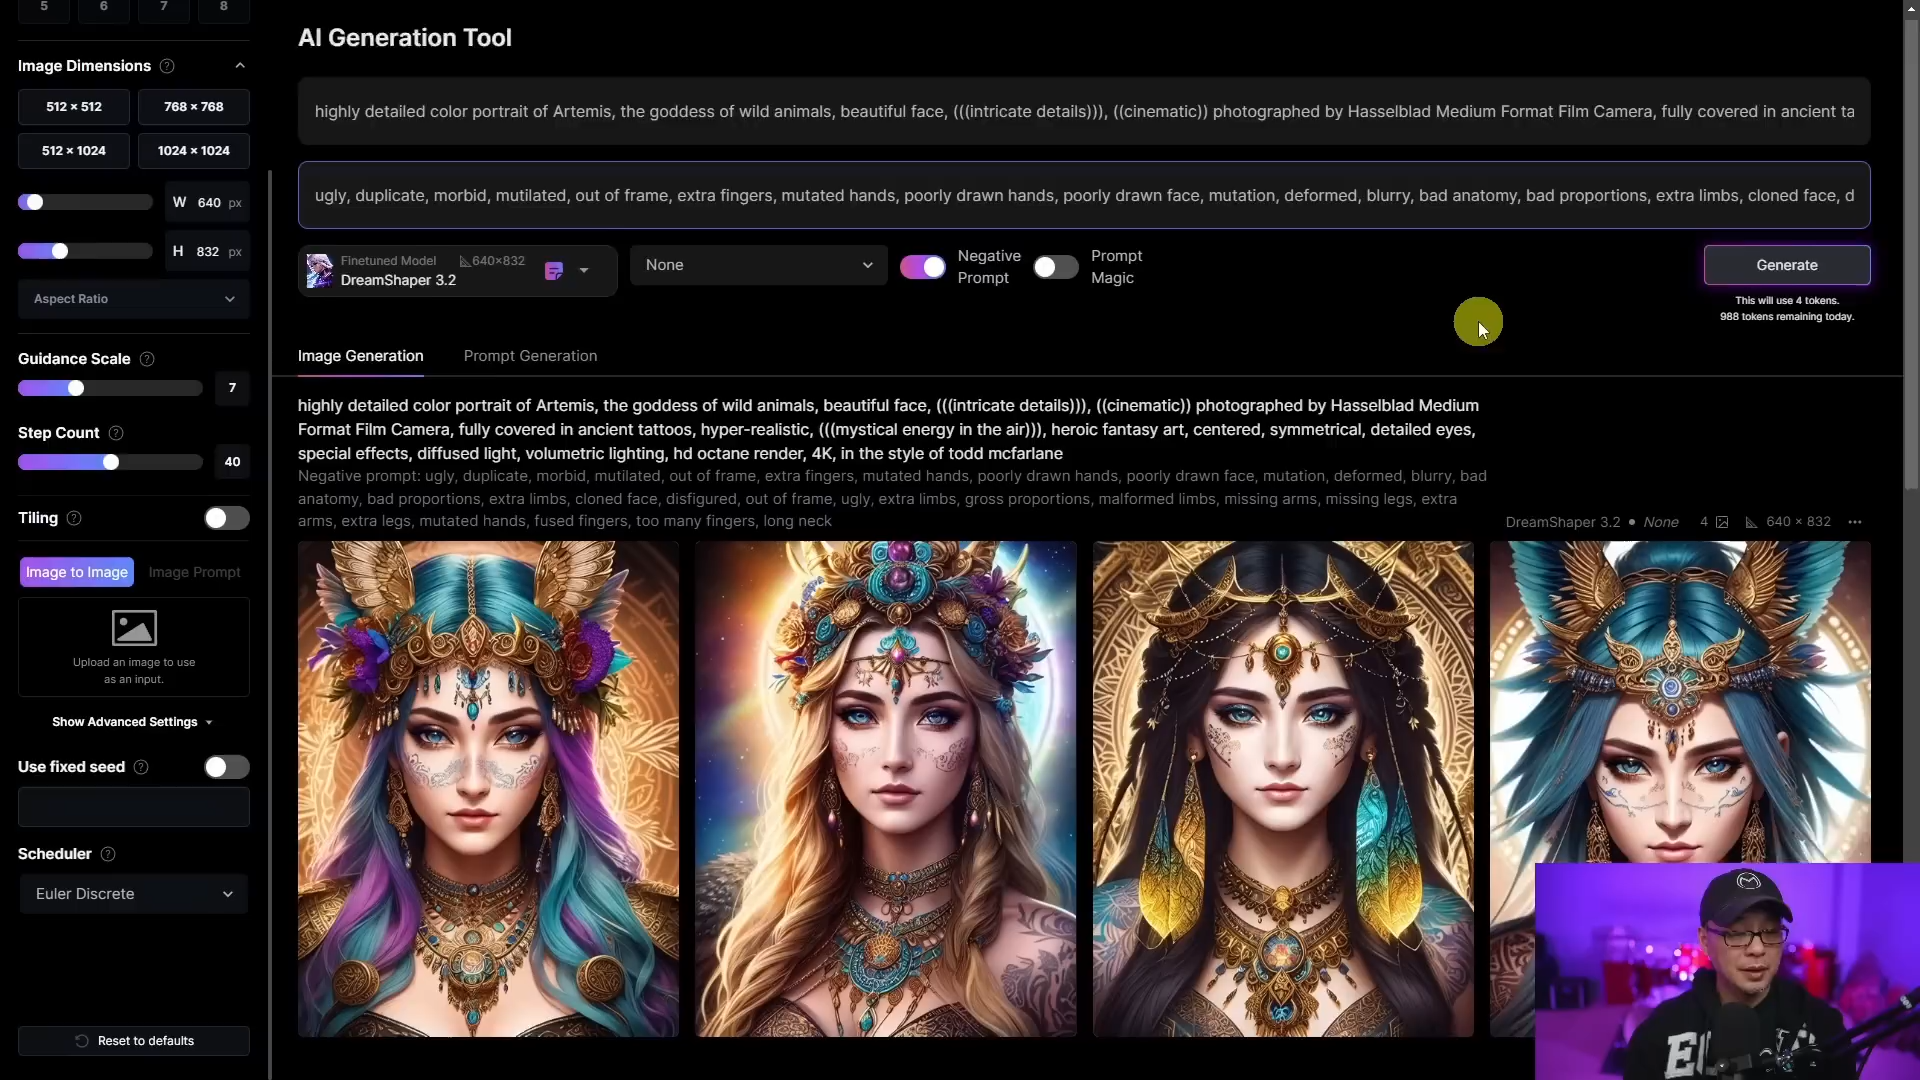 5 6 7 8
Image Dimensions
512 × 512 768 × 768
512 × 1024 1024 × 1024
W 640 px
H 832 px
Aspect Ratio
Guidance Scale
7
Step Count
40
Tiling
Image to Image Image Prompt
Upload an image to use
as an input.
Show Advanced Settings
Use fixed seed
Scheduler
Euler Discrete
Reset to defaults
AI Generation Tool
highly detailed color portrait of Artemis, the goddess of wild animals, beautiful face, (((intricate details))), ((cinematic)) photographed by Hasselblad Medium Format Film Camera, fully covered in ancient ta
ugly, duplicate, morbid, mutilated, out of frame, extra fingers, mutated hands, poorly drawn hands, poorly drawn face, mutation, deformed, blurry, bad anatomy, bad proportions, extra limbs, cloned face, d
Finetuned Model 640×832
DreamShaper 3.2
None
Negative
Prompt
Prompt
Magic
Generate
This will use 4 tokens.
988 tokens remaining today.
Image Generation Prompt Generation
highly detailed color portrait of Artemis, the goddess of wild animals, beautiful face, (((intricate details))), ((cinematic)) photographed by Hasselblad Medium
Format Film Camera, fully covered in ancient tattoos, hyper-realistic, (((mystical energy in the air))), heroic fantasy art, centered, symmetrical, detailed eyes,
special effects, diffused light, volumetric lighting, hd octane render, 4K, in the style of todd mcfarlane
Negative prompt: ugly, duplicate, morbid, mutilated, out of frame, extra fingers, mutated hands, poorly drawn hands, poorly drawn face, mutation, deformed, blurry, bad
anatomy, bad proportions, extra limbs, cloned face, disfigured, out of frame, ugly, extra limbs, gross proportions, malformed limbs, missing arms, missing legs, extra
arms, extra legs, mutated hands, fused fingers, too many fingers, long neck
DreamShaper 3.2 • None 4 640 × 832 ...